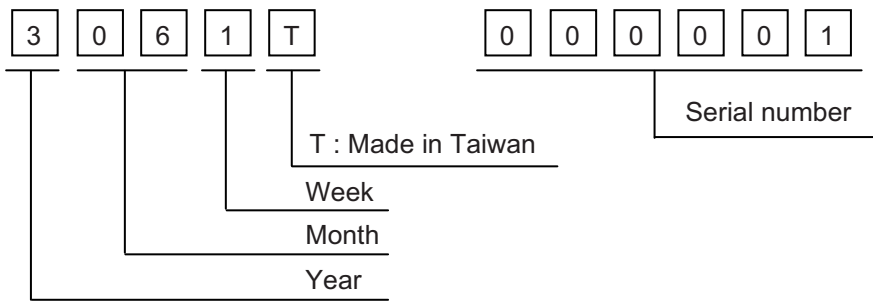 3 0 6 1 T 0 0 0 0 0 1
Serial number
T : Made in Taiwan
Week
Month
Year